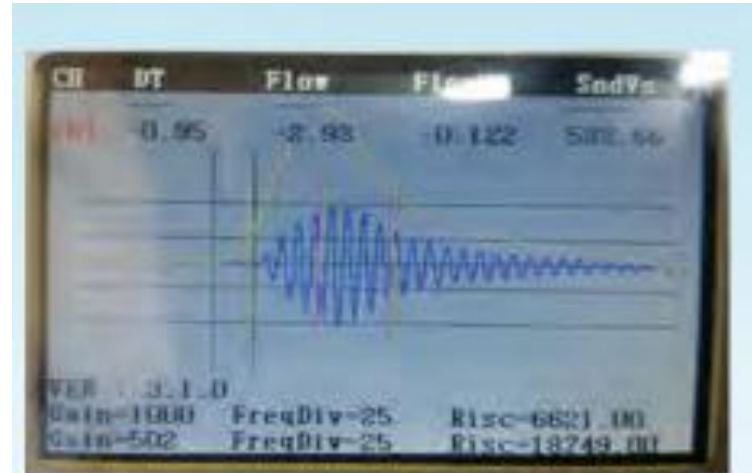 CH DT Flow SndVs
-0.95 -2.93 -0.122
VER : 3.1.0
Gain=1000 FreqDiv=25 Risc=6621.00
Gain=502 FreqDiv=25 Risc=18749.00